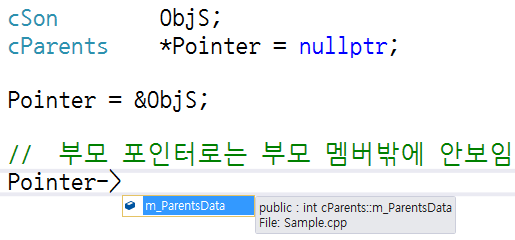 cSon ObjS;
cParents *Pointer = nullptr;
Pointer = &ObjS;
// 부모 포인터로는 부모 멤버밖에 안보임
Pointer->
m_ParentsData
public : int cParents::m_ParentsData
File: Sample.cpp